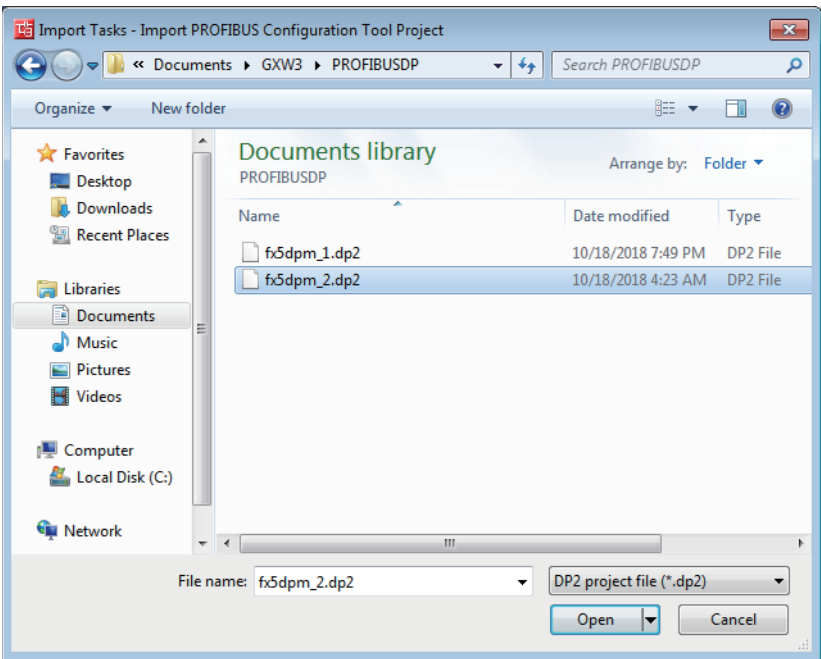 Import Tasks - Import PROFIBUS Configuration Tool Project
« Documents GXW3 PROFIBUSDP
Search PROFIBUSDP
Organize
New folder
Favorites
Desktop
Downloads
Recent Places
Libraries
Documents
Music
Pictures
Videos
Computer
Local Disk (C:)
Network
Documents library
PROFIBUSDP
Arrange by: Folder
Name Date modified Type
fx5dpm_1.dp2 10/18/2018 7:49 PM DP2 File
fx5dpm_2.dp2 10/18/2018 4:23 AM DP2 File
File name: fx5dpm_2.dp2 DP2 project file (*.dp2)
Open Cancel